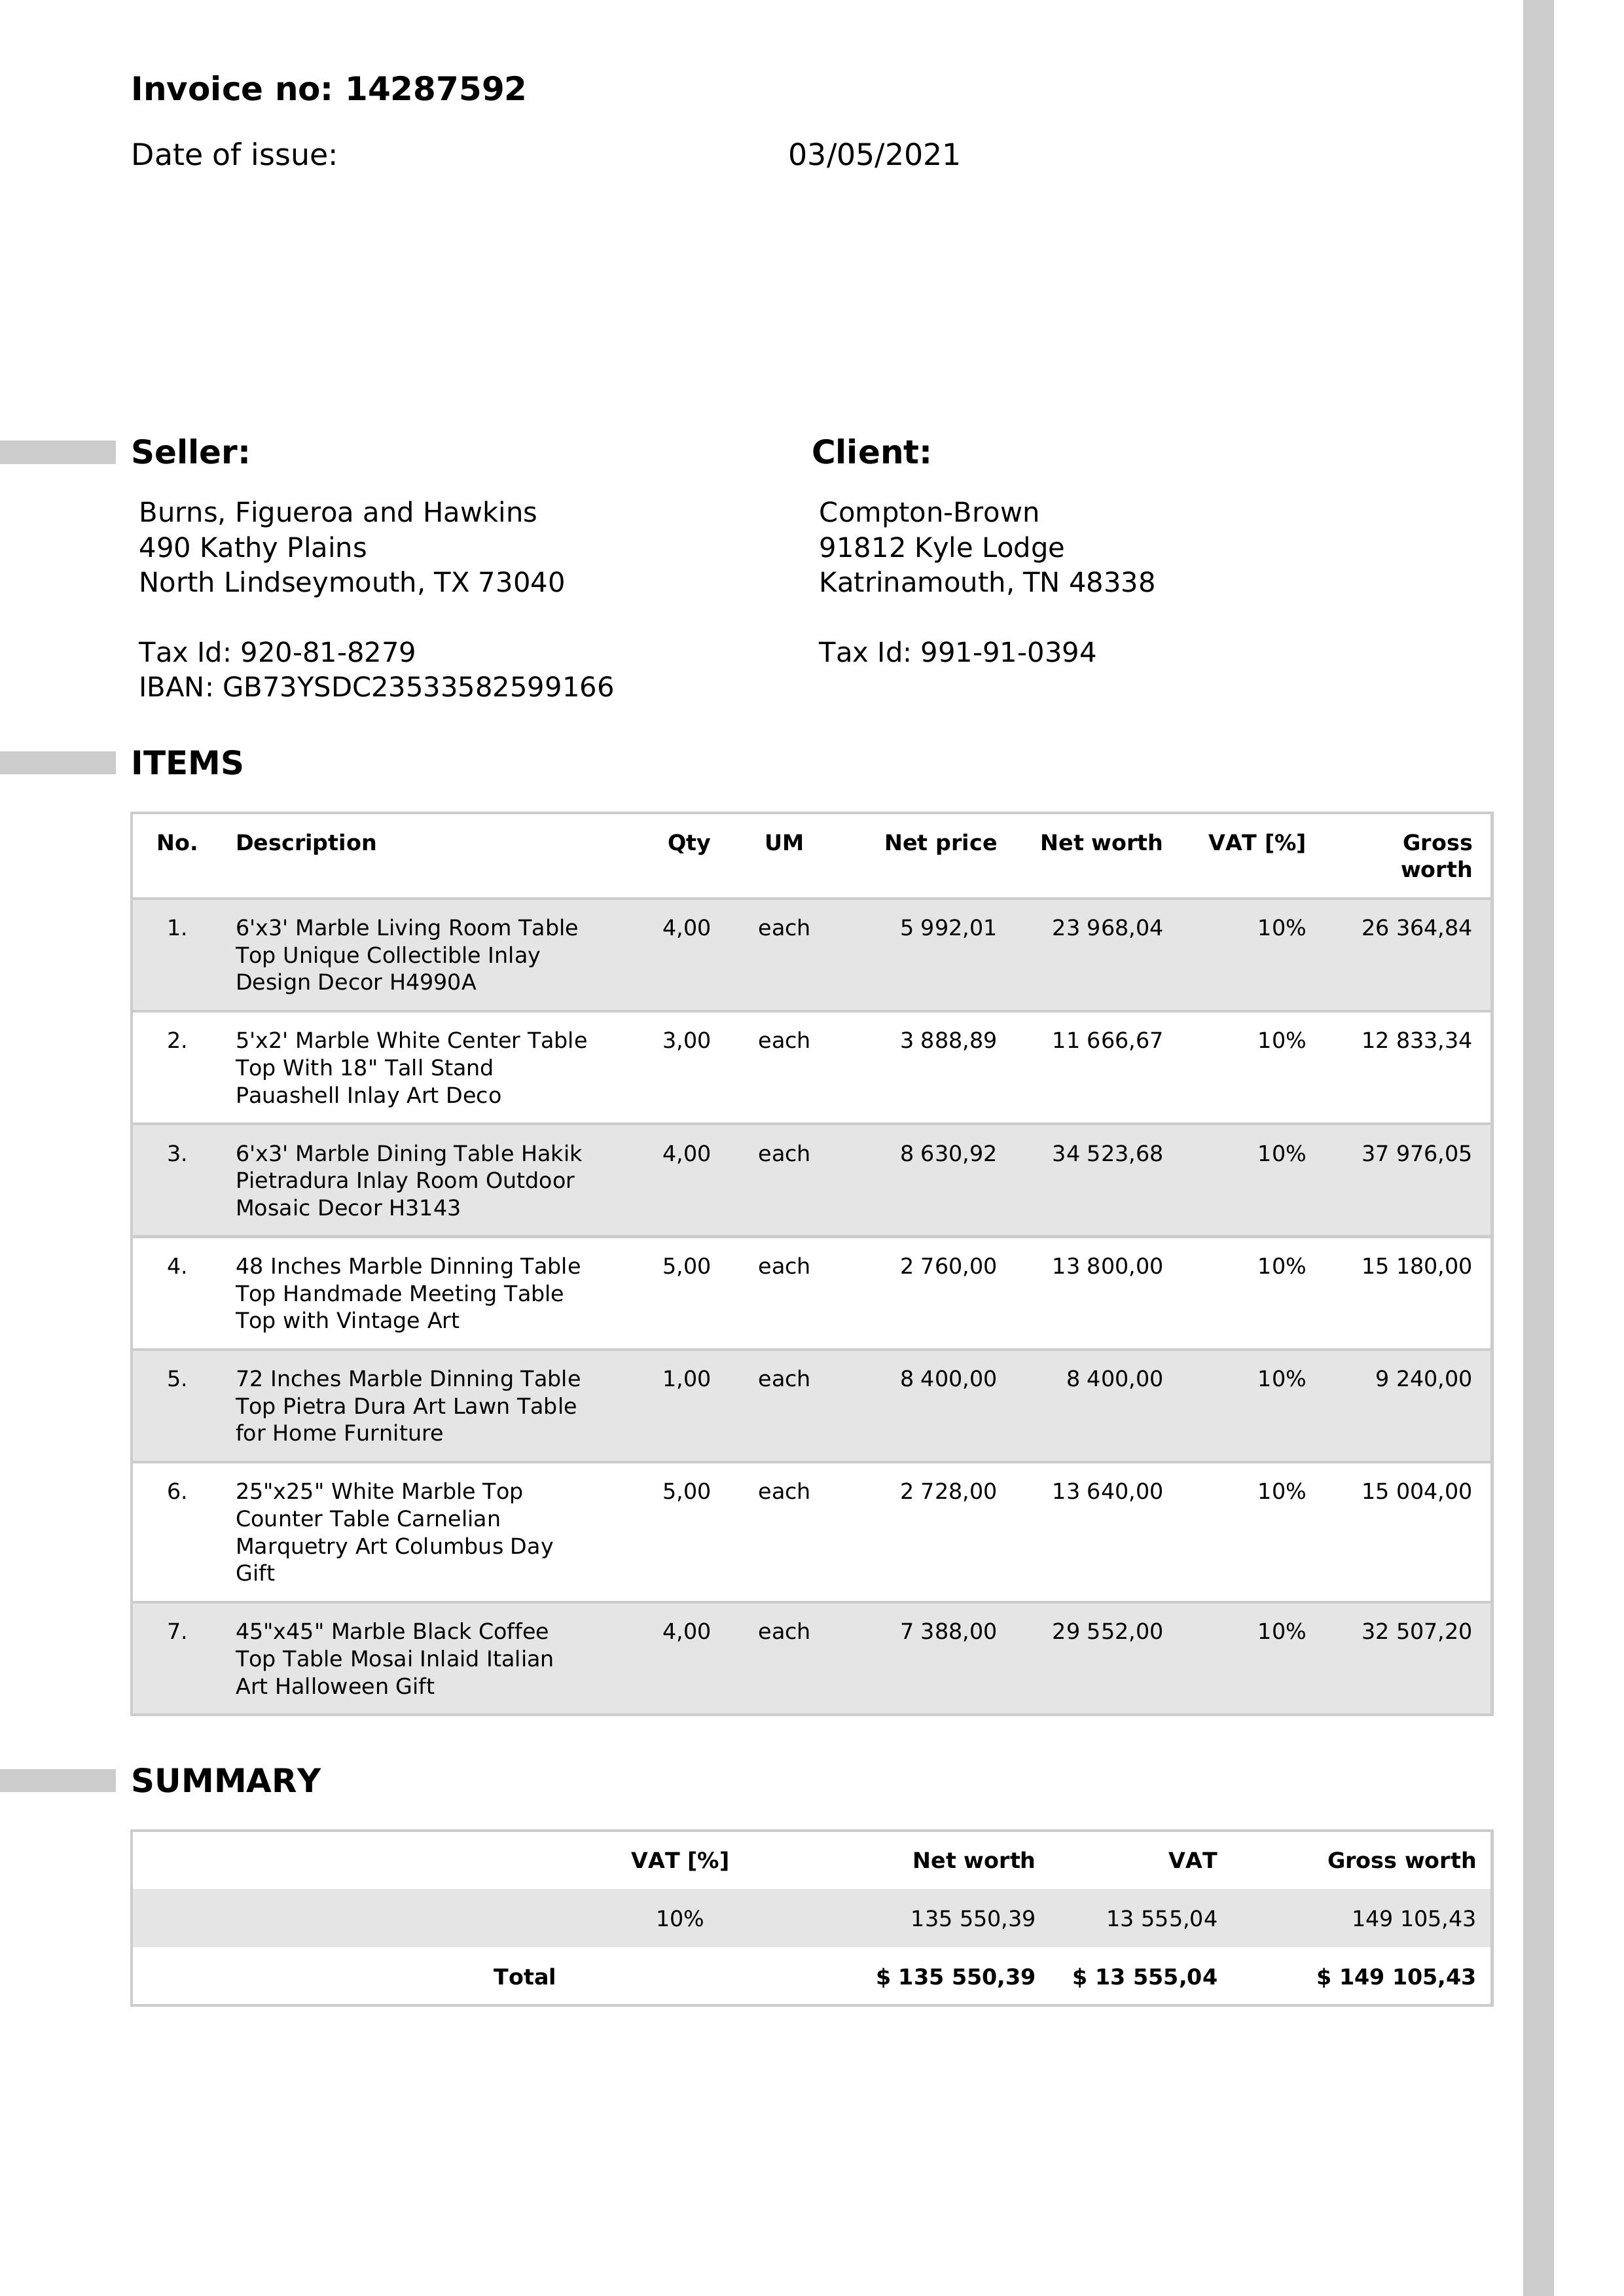 Invoice no: 14287592
Date of issue: 03/05/2021
Seller:
Burns, Figueroa and Hawkins
490 Kathy Plains
North Lindseymouth, TX 73040
Tax Id: 920-81-8279
IBAN: GB73YSDC23533582599166
Client:
Compton-Brown
91812 Kyle Lodge
Katrinamouth, TN 48338
Tax Id: 991-91-0394
ITEMS
No. Description Qty UM Net price Net worth VAT [%] Gross
worth
1. 6'x3' Marble Living Room Table 4,00 each 5 992,01 23 968,04 10% 26 364,84
Top Unique Collectible Inlay
Design Decor H4990A
2. 5'x2' Marble White Center Table 3,00 each 3 888,89 11 666,67 10% 12 833,34
Top With 18" Tall Stand
Pauashell Inlay Art Deco
3. 6'x3' Marble Dining Table Hakik 4,00 each 8 630,92 34 523,68 10% 37 976,05
Pietradura Inlay Room Outdoor
Mosaic Decor H3143
4. 48 Inches Marble Dinning Table 5,00 each 2 760,00 13 800,00 10% 15 180,00
Top Handmade Meeting Table
Top with Vintage Art
5. 72 Inches Marble Dinning Table 1,00 each 8 400,00 8 400,00 10% 9 240,00
Top Pietra Dura Art Lawn Table
for Home Furniture
6. 25"x25" White Marble Top 5,00 each 2 728,00 13 640,00 10% 15 004,00
Counter Table Carnelian
Marquetry Art Columbus Day
Gift
7. 45"x45" Marble Black Coffee 4,00 each 7 388,00 29 552,00 10% 32 507,20
Top Table Mosai Inlaid Italian
Art Halloween Gift
SUMMARY
VAT [%] Net worth VAT Gross worth
10% 135 550,39 13 555,04 149 105,43
Total $ 135 550,39 $ 13 555,04 $ 149 105,43